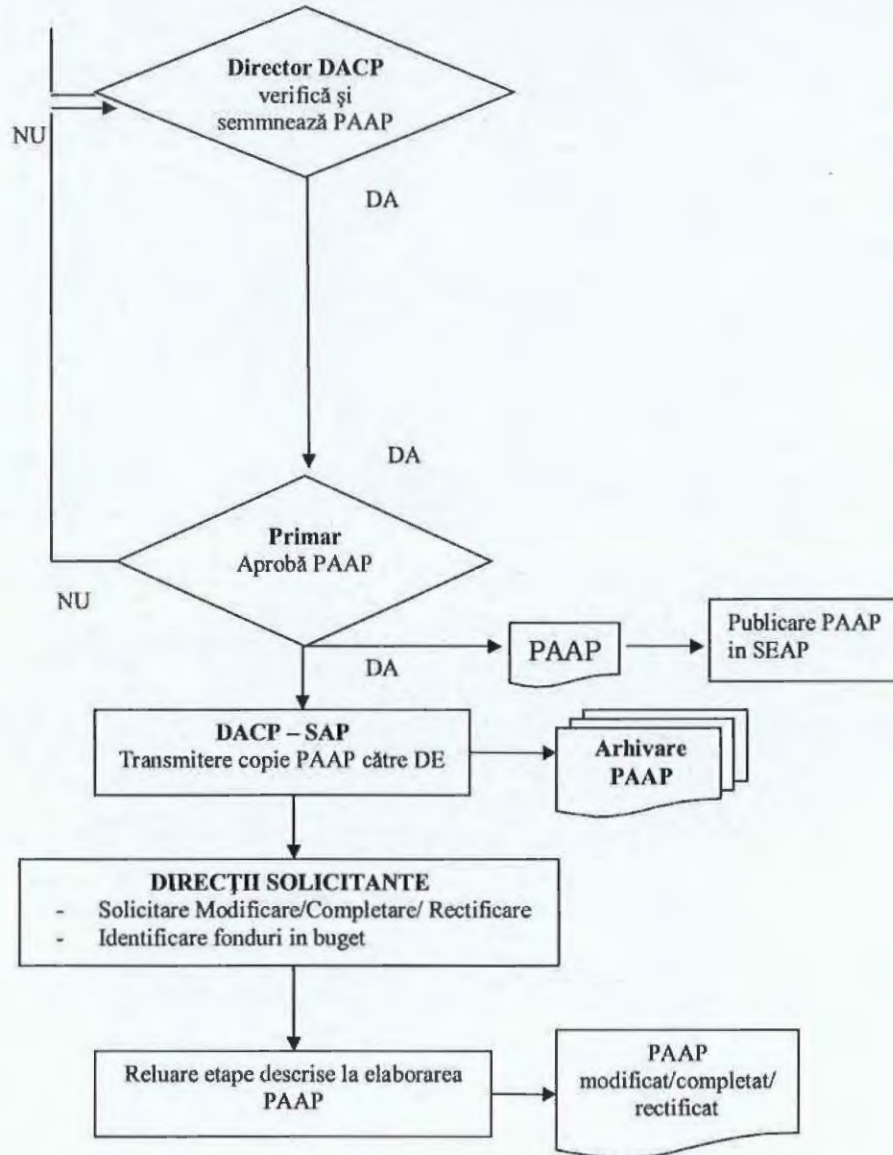 Director DACP
verifică şi
semmnează PAAP
NU
DA
DA
Primar
Aprobă PAAP
NU
DA
PAAP
Publicare PAAP
in SEAP
DACP – SAP
Transmitere copie PAAP către DE
Arhivare
PAAP
DIRECŢII SOLICITANTE
- Solicitare Modificare/Completare/ Rectificare
- Identificare fonduri in buget
Reluare etape descrise la elaborarea
PAAP
PAAP
modificat/completat/
rectificat